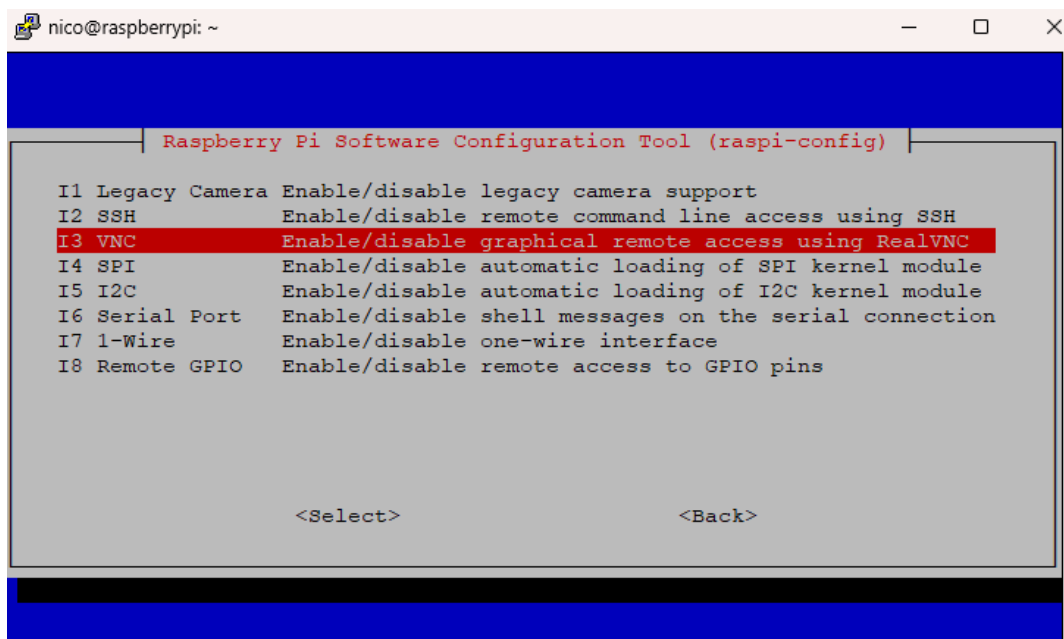 nico@raspberrypi: ~
Raspberry Pi Software Configuration Tool (raspi-config)
I1 Legacy Camera Enable/disable legacy camera support
I2 SSH Enable/disable remote command line access using SSH
I3 VNC Enable/disable graphical remote access using RealVNC
I4 SPI Enable/disable automatic loading of SPI kernel module
I5 I2C Enable/disable automatic loading of I2C kernel module
I6 Serial Port Enable/disable shell messages on the serial connection
I7 1-Wire Enable/disable one-wire interface
I8 Remote GPIO Enable/disable remote access to GPIO pins
<Select> <Back>